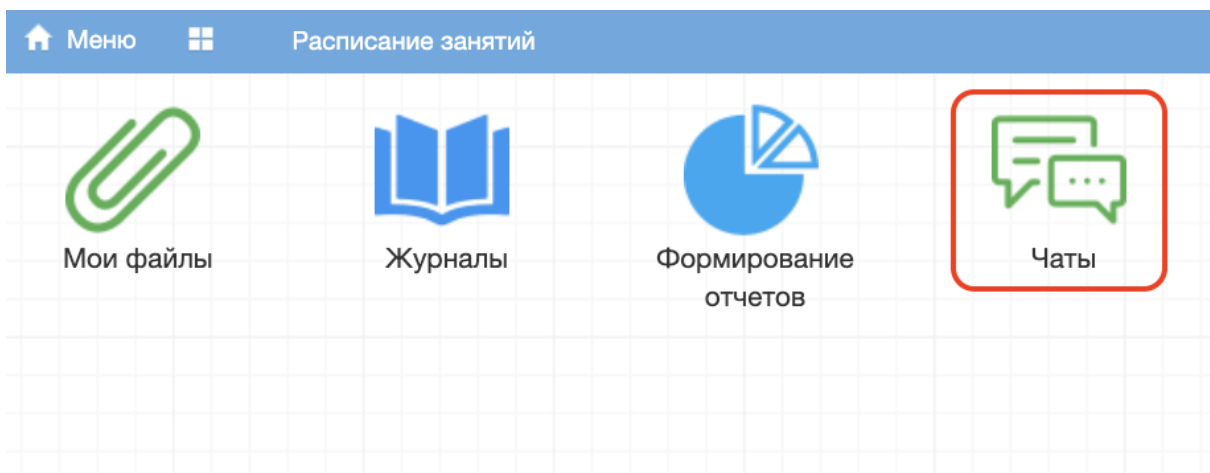 Меню
Расписание занятий
Мои файлы
Журналы
Формирование
отчетов
Чаты